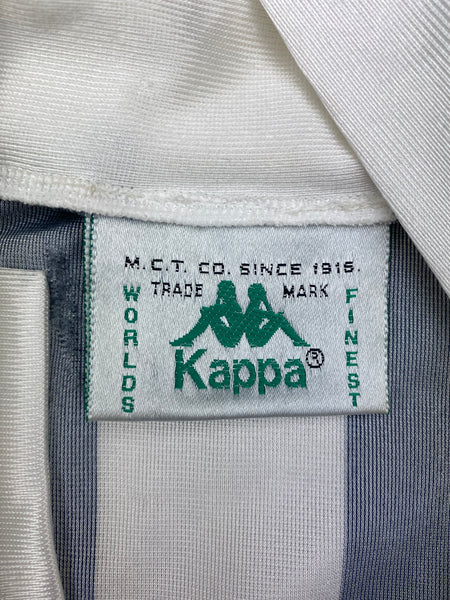 M.C.T. CO. SINCE 1916.
TRADE MARK
WORLDS
FINEST
Kappa®